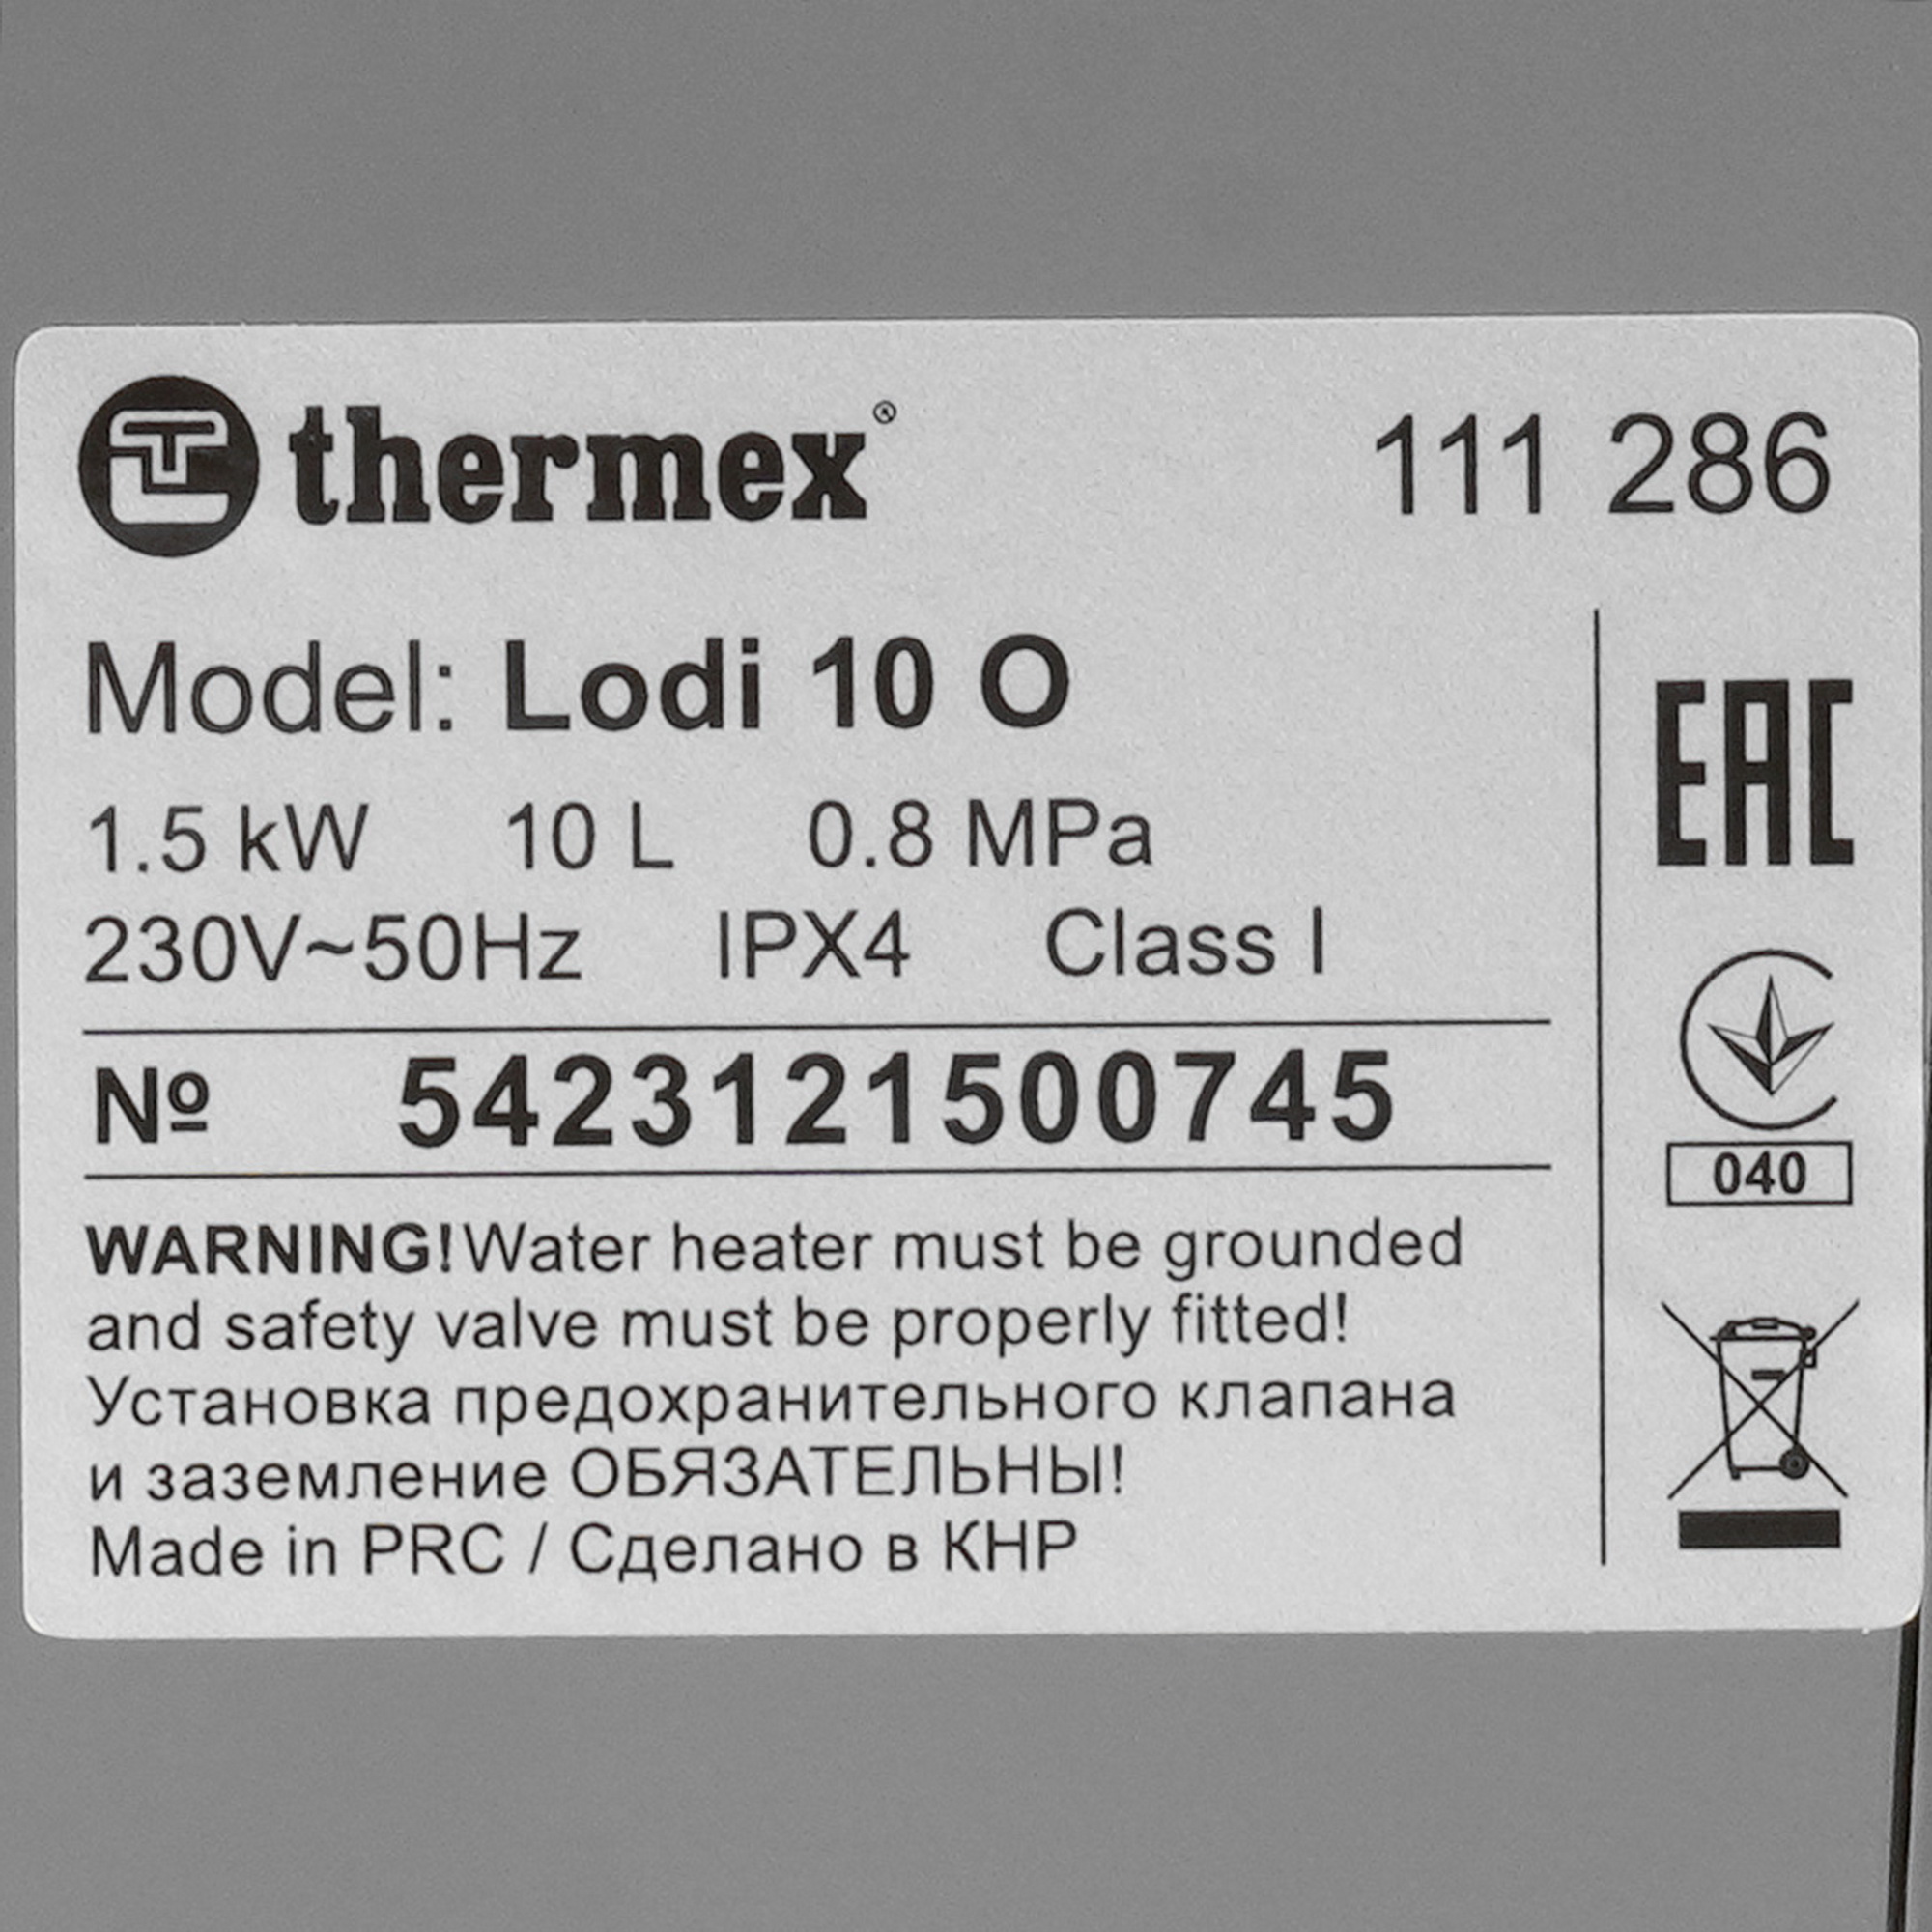 thermex® 111 286
Model: Lodi 10 O
1.5 kW 10 L 0.8 MPa
230V~50Hz IPX4 Class I
№ 5423121500745
WARNING!Water heater must be grounded
and safety valve must be properly fitted!
Установка предохранительного клапана
и заземление ОБЯЗАТЕЛЬНЫ!
Made in PRC / Сделано в КНР
EAC
040